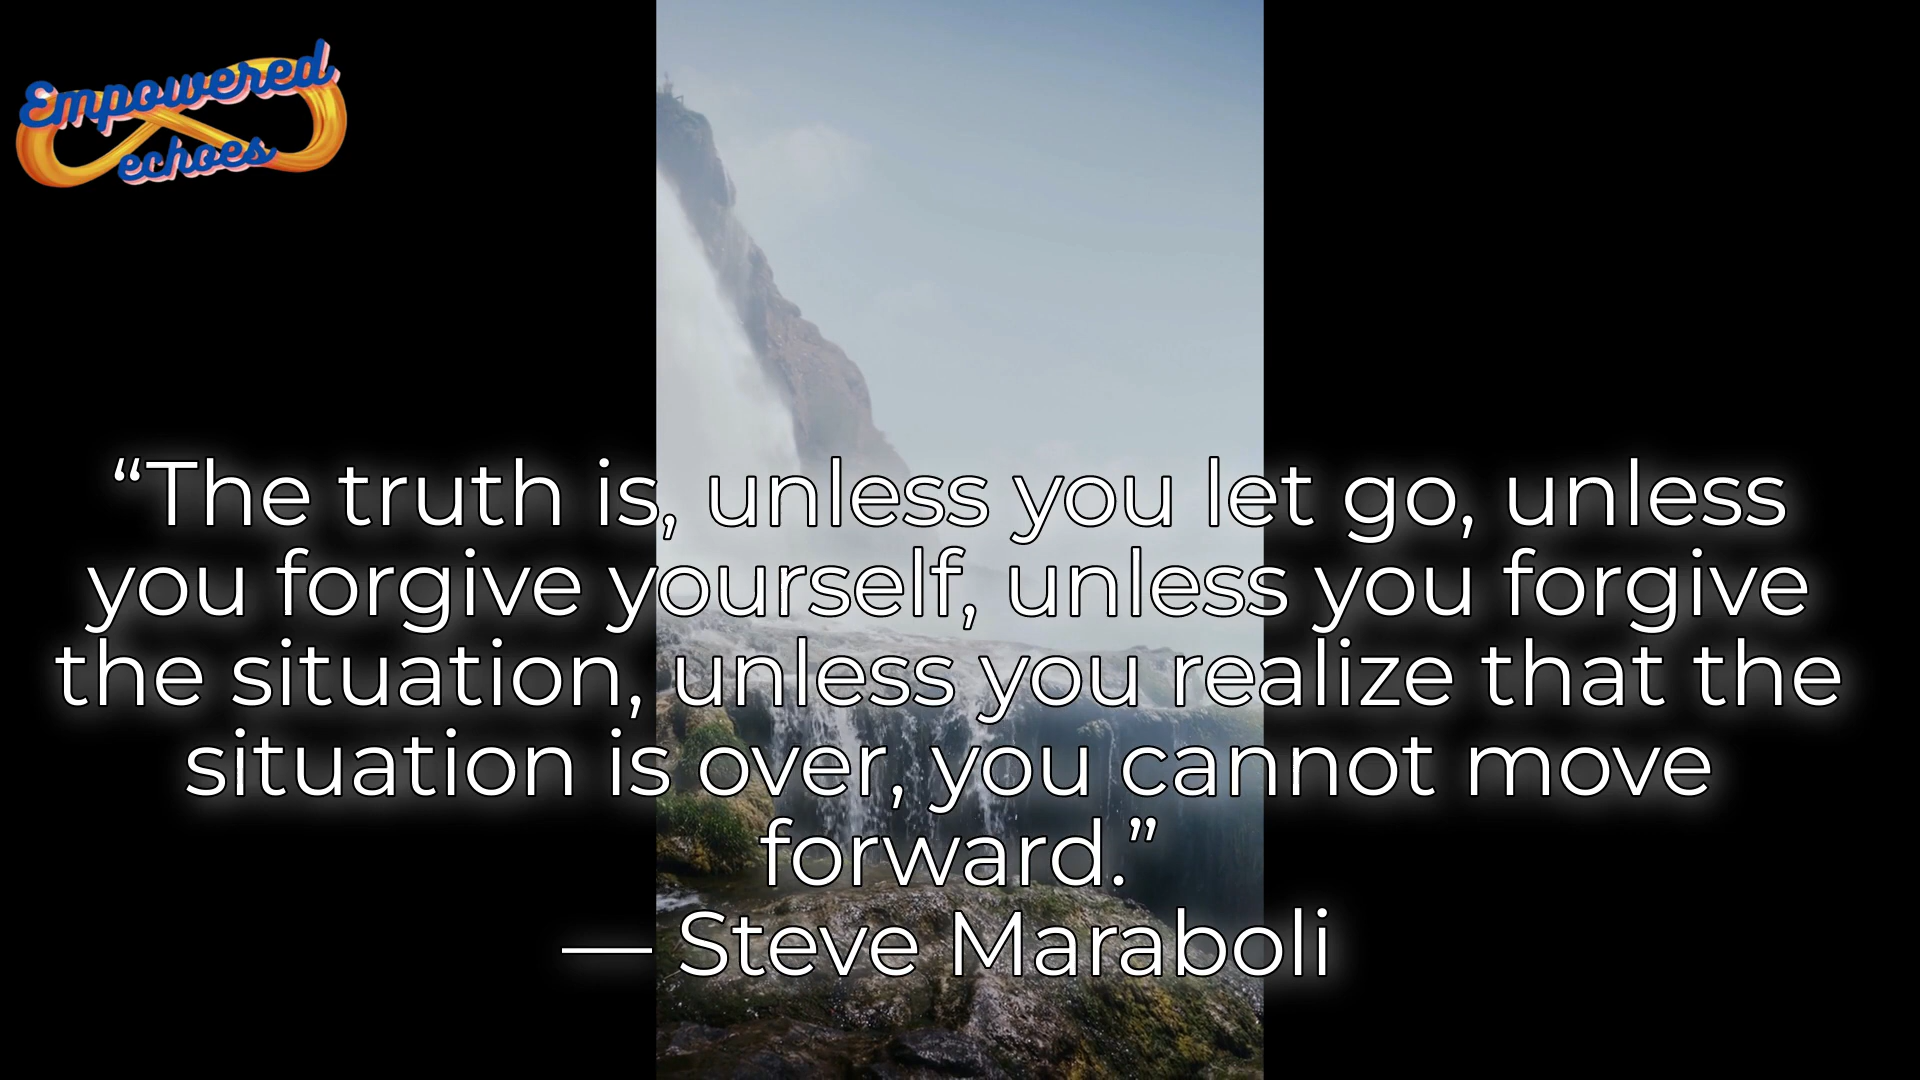 Empowered
echoes
“The truth is, unless you let go, unless
you forgive yourself, unless you forgive
the situation, unless you realize that the
situation is over, you cannot move
forward.”
— Steve Maraboli